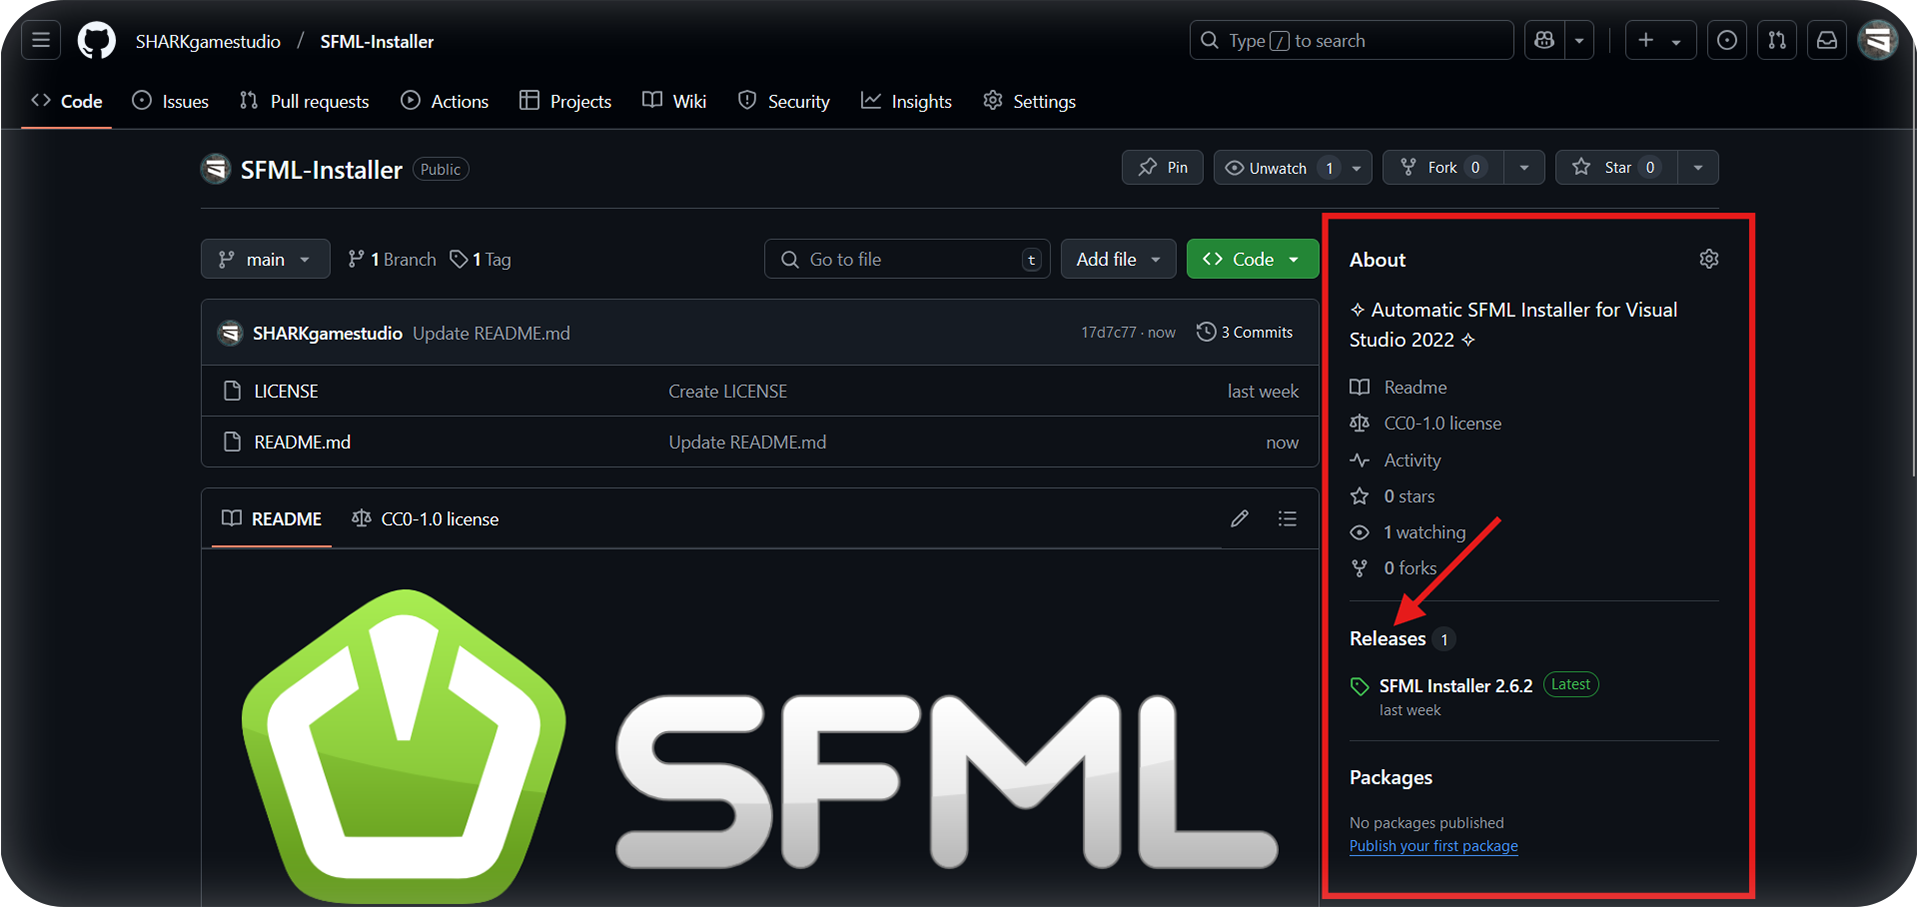 SHARKgamestudio / SFML-Installer
Type / to search
Code
Issues
Pull requests
Actions
Projects
Wiki
Security
Insights
Settings
SFML-Installer Public
Pin
Unwatch 1
Fork 0
Star 0
main
1 Branch
1 Tag
Go to file t
Add file
Code
SHARKgamestudio Update README.md 17d7c77 · now 3 Commits
LICENSE Create LICENSE last week
README.md Update README.md now
README
CC0-1.0 license
SFML
About
✧ Automatic SFML Installer for Visual
Studio 2022 ✧
Readme
CC0-1.0 license
Activity
0 stars
1 watching
0 forks
Releases 1
SFML Installer 2.6.2 Latest
last week
Packages
No packages published
Publish your first package